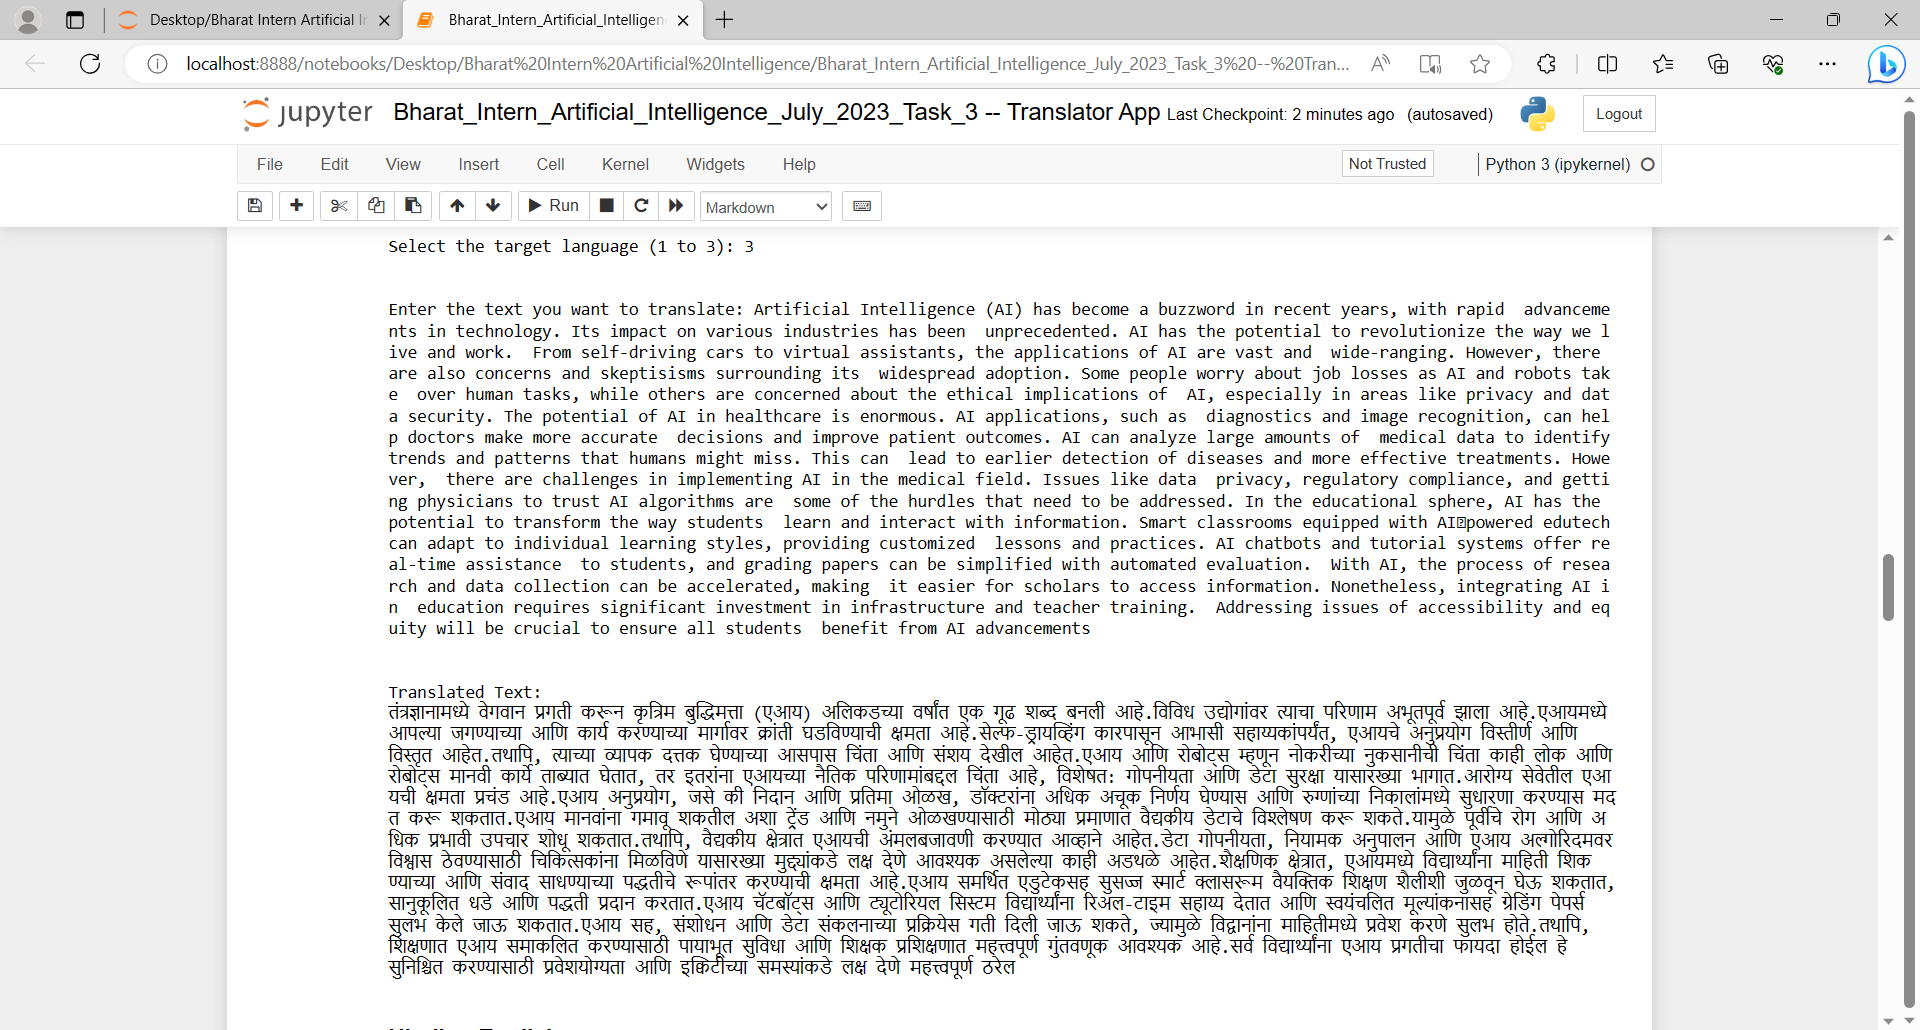 Desktop/Bharat Intern Artificial I
Bharat_Intern_Artificial_Intelligen
localhost:8888/notebooks/Desktop/Bharat%20Intern%20Artificial%20Intelligence/Bharat_Intern_Artificial_Intelligence_July_2023_Task_3%20--%20Tran...
jupyter Bharat_Intern_Artificial_Intelligence_July_2023_Task_3 -- Translator App Last Checkpoint: 2 minutes ago (autosaved) Logout
File Edit View Insert Cell Kernel Widgets Help Not Trusted Python 3 (ipykernel)
Run Markdown
Select the target language (1 to 3): 3
Enter the text you want to translate: Artificial Intelligence (AI) has become a buzzword in recent years, with rapid  advanceme
nts in technology. Its impact on various industries has been  unprecedented. AI has the potential to revolutionize the way we l
ive and work.  From self-driving cars to virtual assistants, the applications of AI are vast and  wide-ranging. However, there
are also concerns and skeptisisms surrounding its  widespread adoption. Some people worry about job losses as AI and robots tak
e  over human tasks, while others are concerned about the ethical implications of  AI, especially in areas like privacy and dat
a security. The potential of AI in healthcare is enormous. AI applications, such as  diagnostics and image recognition, can hel
p doctors make more accurate  decisions and improve patient outcomes. AI can analyze large amounts of  medical data to identify
trends and patterns that humans might miss. This can  lead to earlier detection of diseases and more effective treatments. Howe
ver,  there are challenges in implementing AI in the medical field. Issues like data  privacy, regulatory compliance, and getti
ng physicians to trust AI algorithms are  some of the hurdles that need to be addressed. In the educational sphere, AI has the
potential to transform the way students  learn and interact with information. Smart classrooms equipped with AI▯powered edutech
can adapt to individual learning styles, providing customized  lessons and practices. AI chatbots and tutorial systems offer re
al-time assistance  to students, and grading papers can be simplified with automated evaluation.  With AI, the process of resea
rch and data collection can be accelerated, making  it easier for scholars to access information. Nonetheless, integrating AI i
n  education requires significant investment in infrastructure and teacher training.  Addressing issues of accessibility and eq
uity will be crucial to ensure all students  benefit from AI advancements
Translated Text:
तंत्रज्ञानामध्ये वेगवान प्रगती करून कृत्रिम बुद्धिमत्ता (एआय) अलिकडच्या वर्षांत एक गूढ शब्द बनली आहे.विविध उद्योगांवर त्याचा परिणाम अभूतपूर्व झाला आहे.एआयमध्ये
आपल्या जगण्याच्या आणि कार्य करण्याच्या मार्गावर क्रांती घडविण्याची क्षमता आहे.सेल्फ-ड्रायव्हिंग कारपासून आभासी सहाय्यकांपर्यंत, एआयचे अनुप्रयोग विस्तीर्ण आणि
विस्तृत आहेत.तथापि, त्याच्या व्यापक दत्तक घेण्याच्या आसपास चिंता आणि संशय देखील आहेत.एआय आणि रोबोट्स म्हणून नोकरीच्या नुकसानीची चिंता काही लोक आणि
रोबोट्स मानवी कार्ये ताब्यात घेतात, तर इतरांना एआयच्या नैतिक परिणामांबद्दल चिंता आहे, विशेषत: गोपनीयता आणि डेटा सुरक्षा यासारख्या भागात.आरोग्य सेवेतील एआ
यची क्षमता प्रचंड आहे.एआय अनुप्रयोग, जसे की निदान आणि प्रतिमा ओळख, डॉक्टरांना अधिक अचूक निर्णय घेण्यास आणि रुग्णांच्या निकालांमध्ये सुधारणा करण्यास मद
त करू शकतात.एआय मानवांना गमावू शकतील अशा ट्रेंड आणि नमुने ओळखण्यासाठी मोठ्या प्रमाणात वैद्यकीय डेटाचे विश्लेषण करू शकते.यामुळे पूर्वीचे रोग आणि अ
धिक प्रभावी उपचार शोधू शकतात.तथापि, वैद्यकीय क्षेत्रात एआयची अंमलबजावणी करण्यात आव्हाने आहेत.डेटा गोपनीयता, नियामक अनुपालन आणि एआय अल्गोरिदमवर
विश्वास ठेवण्यासाठी चिकित्सकांना मिळविणे यासारख्या मुद्द्यांकडे लक्ष देणे आवश्यक असलेल्या काही अडथळे आहेत.शैक्षणिक क्षेत्रात, एआयमध्ये विद्यार्थ्यांना माहिती शिक
ण्याच्या आणि संवाद साधण्याच्या पद्धतीचे रूपांतर करण्याची क्षमता आहे.एआय समर्थित एडुटेकसह सुसज्ज स्मार्ट क्लासरूम वैयक्तिक शिक्षण शैलीशी जुळवून घेऊ शकतात,
सानुकूलित धडे आणि पद्धती प्रदान करतात.एआय चॅटबॉट्स आणि ट्यूटोरियल सिस्टम विद्यार्थ्यांना रिअल-टाइम सहाय्य देतात आणि स्वयंचलित मूल्यांकनासह ग्रेडिंग पेपर्स
सुलभ केले जाऊ शकतात.एआय सह, संशोधन आणि डेटा संकलनाच्या प्रक्रियेस गती दिली जाऊ शकते, ज्यामुळे विद्वानांना माहितीमध्ये प्रवेश करणे सुलभ होते.तथापि,
शिक्षणात एआय समाकलित करण्यासाठी पायाभूत सुविधा आणि शिक्षक प्रशिक्षणात महत्त्वपूर्ण गुंतवणूक आवश्यक आहे.सर्व विद्यार्थ्यांना एआय प्रगतीचा फायदा होईल हे
सुनिश्चित करण्यासाठी प्रवेशयोग्यता आणि इक्विटीच्या समस्यांकडे लक्ष देणे महत्त्वपूर्ण ठरेल